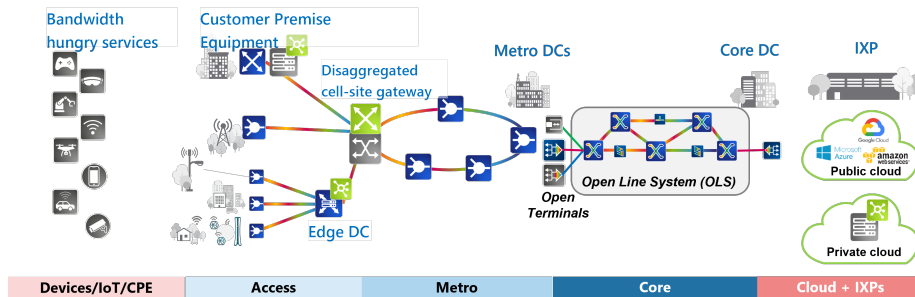 Bandwidth
hungry services
Customer Premise
Equipment
Disaggregated
cell-site gateway
Edge DC
Metro DCs
Core DC
IXP
Open
Terminals
Open Line System (OLS)
Google Cloud
Microsoft
Azure
amazon
webservices
Public cloud
Private cloud
Devices/IoT/CPE
Access
Metro
Core
Cloud + IXPs